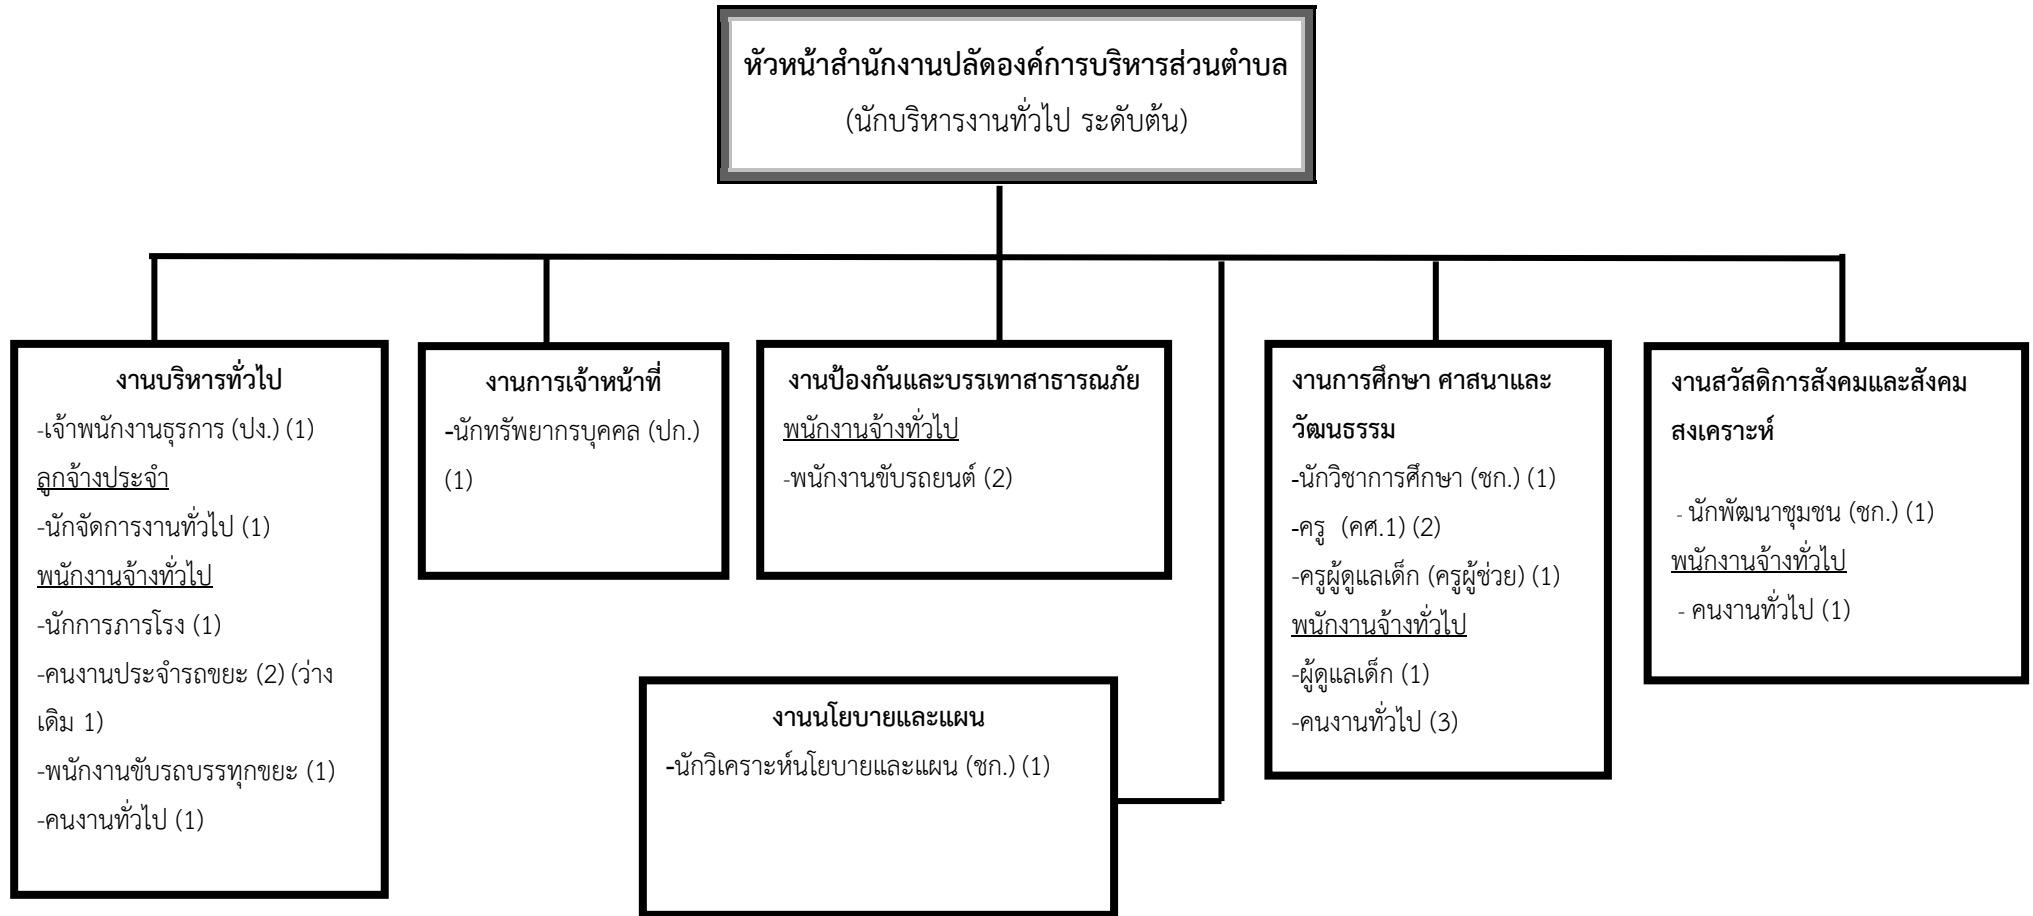 หัวหน้าสำนักงานปลัดองค์การบริหารส่วนตำบล
(นักบริหารงานทั่วไป ระดับต้น)
งานบริหารทั่วไป
-เจ้าพนักงานธุรการ (ปง.) (1)
ลูกจ้างประจำ
-นักจัดการงานทั่วไป (1)
พนักงานจ้างทั่วไป
-นักการภารโรง (1)
-คนงานประจำรถขยะ (2) (ว่าง
เดิม 1)
-พนักงานขับรถบรรทุกขยะ (1)
-คนงานทั่วไป (1)
งานการเจ้าหน้าที่
-นักทรัพยากรบุคคล (ปก.)
(1)
งานป้องกันและบรรเทาสาธารณภัย
พนักงานจ้างทั่วไป
-พนักงานขับรถยนต์ (2)
งานนโยบายและแผน
-นักวิเคราะห์นโยบายและแผน (ชก.) (1)
งานการศึกษา ศาสนาและ
วัฒนธรรม
-นักวิชาการศึกษา (ชก.) (1)
-ครู (คศ.1) (2)
-ครูผู้ดูแลเด็ก (ครูผู้ช่วย) (1)
พนักงานจ้างทั่วไป
-ผู้ดูแลเด็ก (1)
-คนงานทั่วไป (3)
งานสวัสดิการสังคมและสังคม
สงเคราะห์
- นักพัฒนาชุมชน (ชก.) (1)
พนักงานจ้างทั่วไป
- คนงานทั่วไป (1)